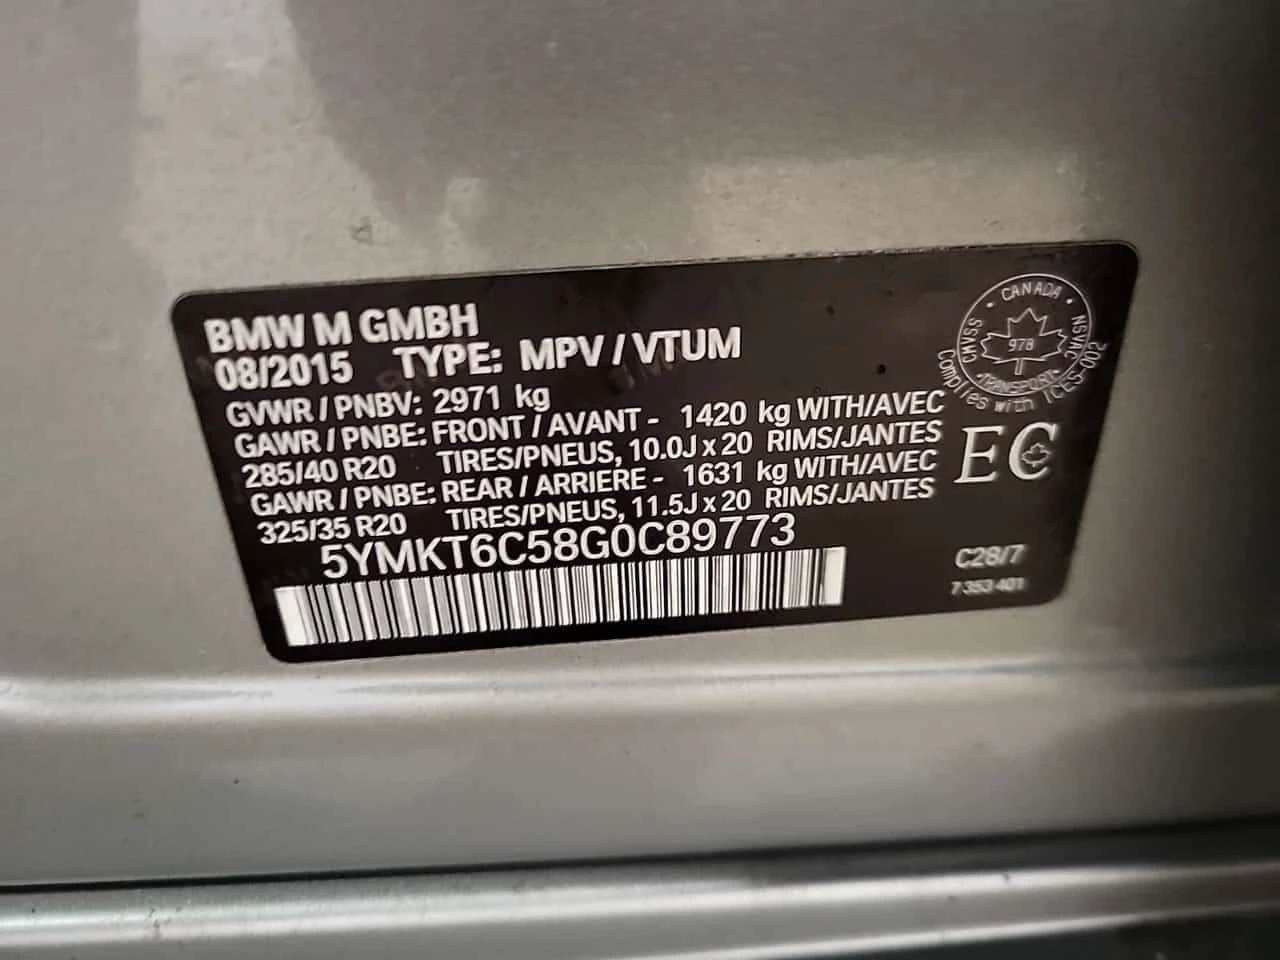 BMW M GMBH
08/2015 TYPE: MPV / VTUM
GVWR / PNBV: 2971 kg
GAWR / PNBE: FRONT / AVANT - 1420 kg WITH/AVEC
285/40 R20 TIRES/PNEUS, 10.0J x 20 RIMS/JANTES
GAWR / PNBE: REAR / ARRIERE - 1631 kg WITH/AVEC
325/35 R20 TIRES/PNEUS, 11.5J x 20 RIMS/JANTES
5YMKT6C58G0C89773
CANADA
CMVSS
978
NSVAC
TRANSPORT
Complies with ICES-002
EC
C28/7
7 353 401